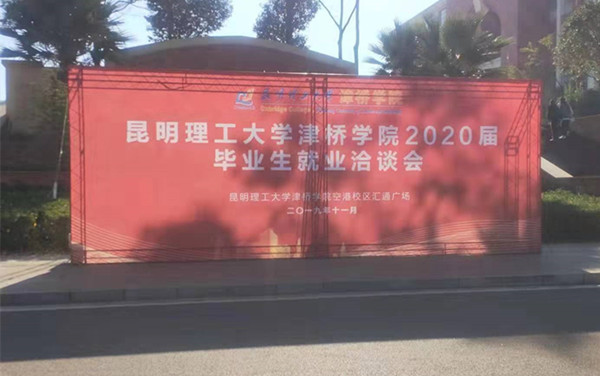 津桥学院
昆明理工大学津桥学院2020届
毕业生就业洽谈会
昆明理工大学津桥学院空港校区汇通广场
二〇一九年十一月